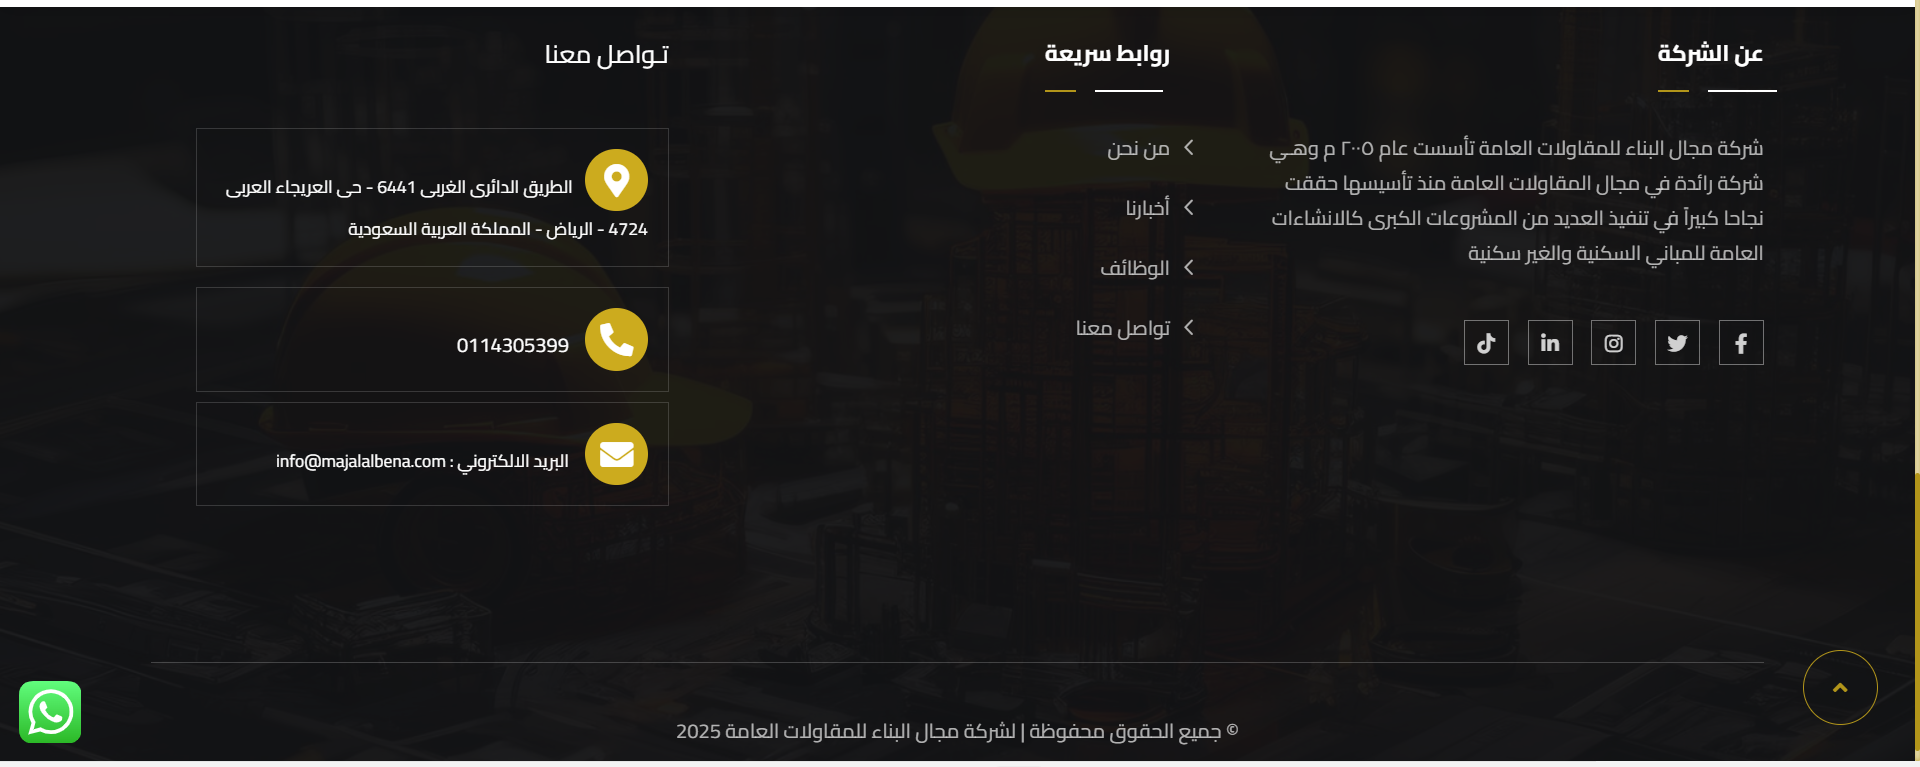 عن الشركة
شركة مجال البناء للمقاولات العامة تأسست عام ٢٠٠٥ م وهـي
شركة رائدة في مجال المقاولات العامة منذ تأسيسها حققت
نجاحا كبيراً في تنفيذ العديد من المشروعات الكبرى كالانشاءات
العامة للمباني السكنية والغير سكنية
روابط سريعة
من نحن
أخبارنا
الوظائف
تواصل معنا
تـواصل معنا
الطريق الدائرى الغربى 6441 - حى العريجاء العربى
4724 - الرياض - المملكة العربية السعودية
0114305399
البريد الالكتروني : info@majalalbena.com
© جميع الحقوق محفوظة | لشركة مجال البناء للمقاولات العامة 2025